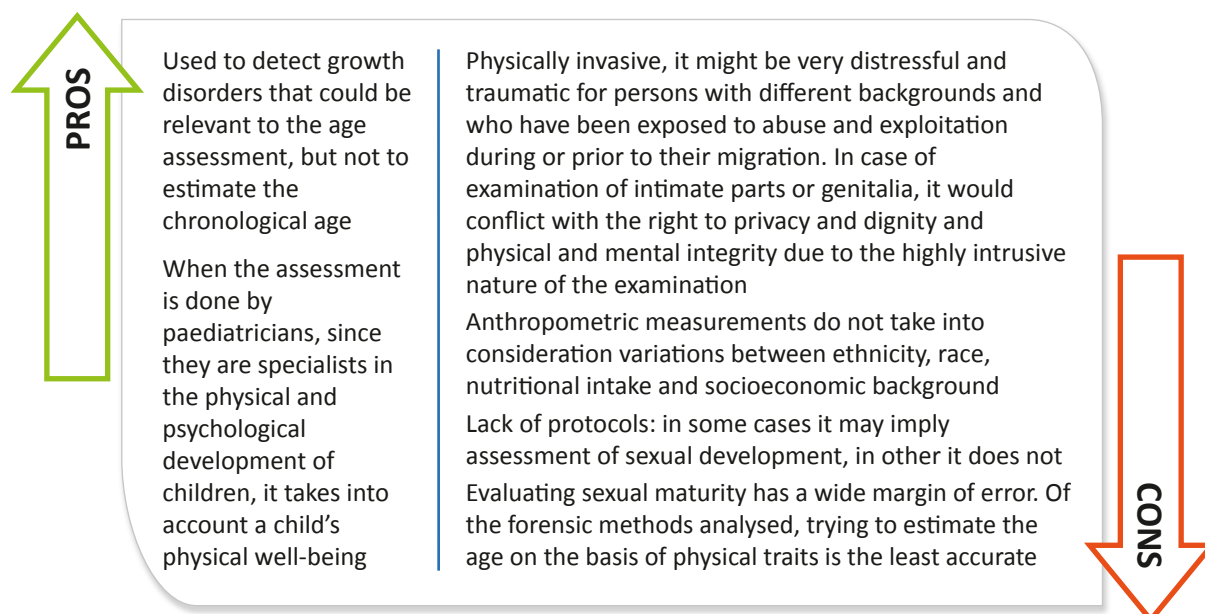 PROS
Used to detect growth
disorders that could be
relevant to the age
assessment, but not to
estimate the
chronological age
When the assessment
is done by
paediatricians, since
they are specialists in
the physical and
psychological
development of
children, it takes into
account a child’s
physical well-being
Physically invasive, it might be very distressful and
traumatic for persons with different backgrounds and
who have been exposed to abuse and exploitation
during or prior to their migration. In case of
examination of intimate parts or genitalia, it would
conflict with the right to privacy and dignity and
physical and mental integrity due to the highly intrusive
nature of the examination
Anthropometric measurements do not take into
consideration variations between ethnicity, race,
nutritional intake and socioeconomic background
Lack of protocols: in some cases it may imply
assessment of sexual development, in other it does not
Evaluating sexual maturity has a wide margin of error. Of
the forensic methods analysed, trying to estimate the
age on the basis of physical traits is the least accurate
CONS